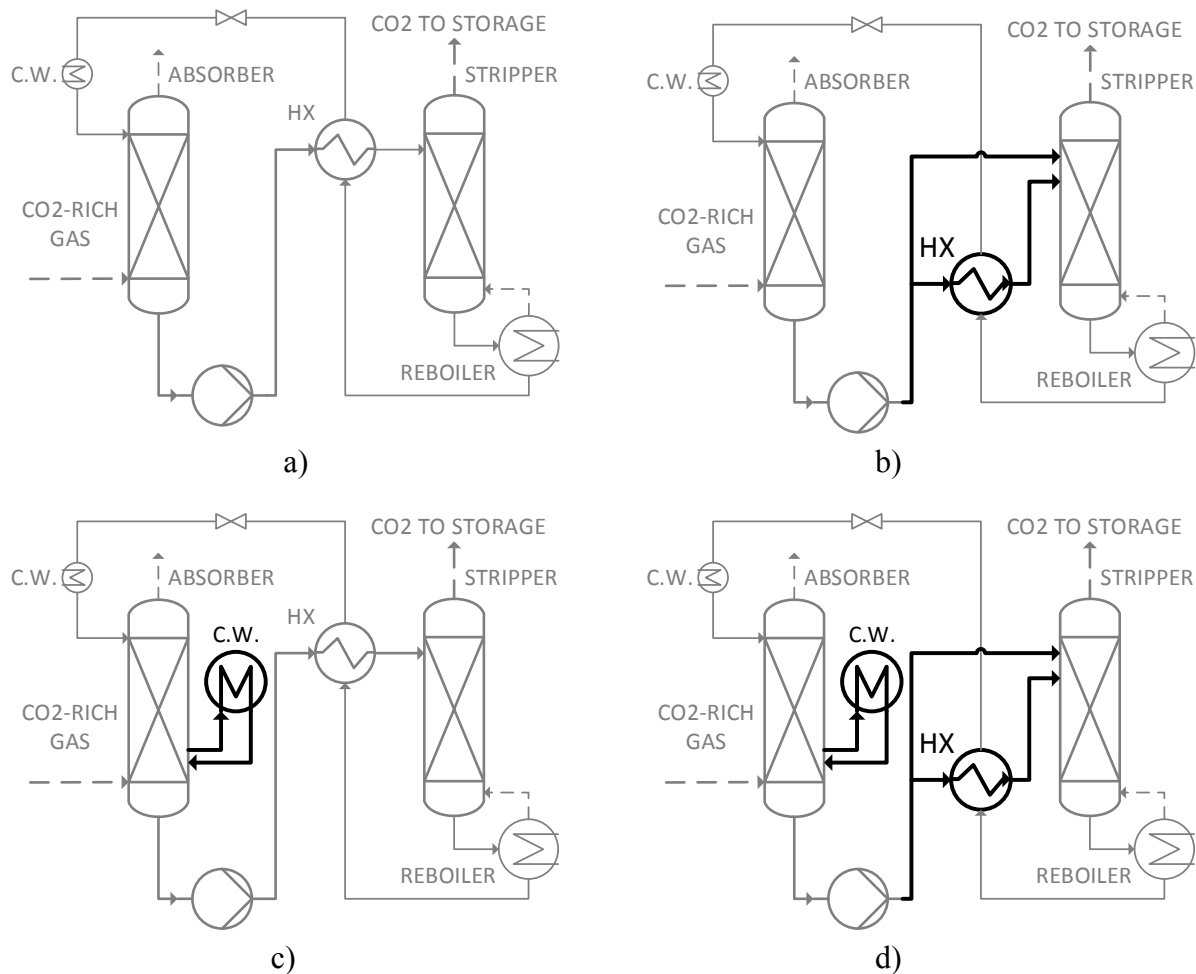 CO2 TO STORAGE
C.W.
ABSORBER
STRIPPER
HX
CO2-RICH
GAS
REBOILER
a)
CO2 TO STORAGE
C.W.
ABSORBER
STRIPPER
CO2-RICH
GAS
HX
REBOILER
b)
CO2 TO STORAGE
C.W.
ABSORBER
STRIPPER
HX
C.W.
CO2-RICH
GAS
REBOILER
c)
CO2 TO STORAGE
C.W.
ABSORBER
STRIPPER
C.W.
CO2-RICH
GAS
HX
REBOILER
d)